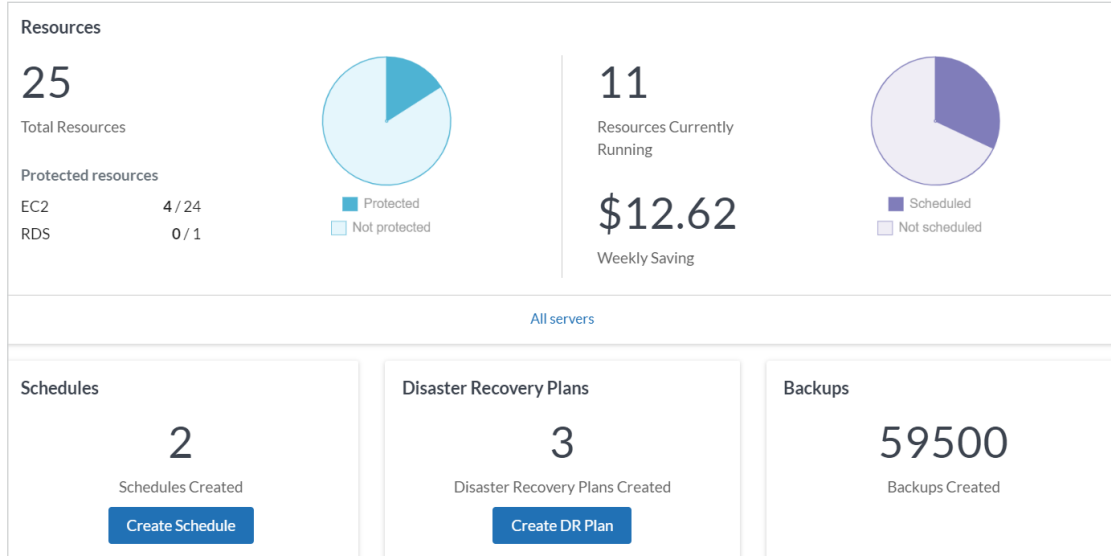 Resources
25
Total Resources
Protected resources
EC2 4 / 24
RDS 0 / 1
Protected
Not protected
11
Resources Currently
Running
$12.62
Weekly Saving
Scheduled
Not scheduled
All servers
Schedules
2
Schedules Created
Create Schedule
Disaster Recovery Plans
3
Disaster Recovery Plans Created
Create DR Plan
Backups
59500
Backups Created